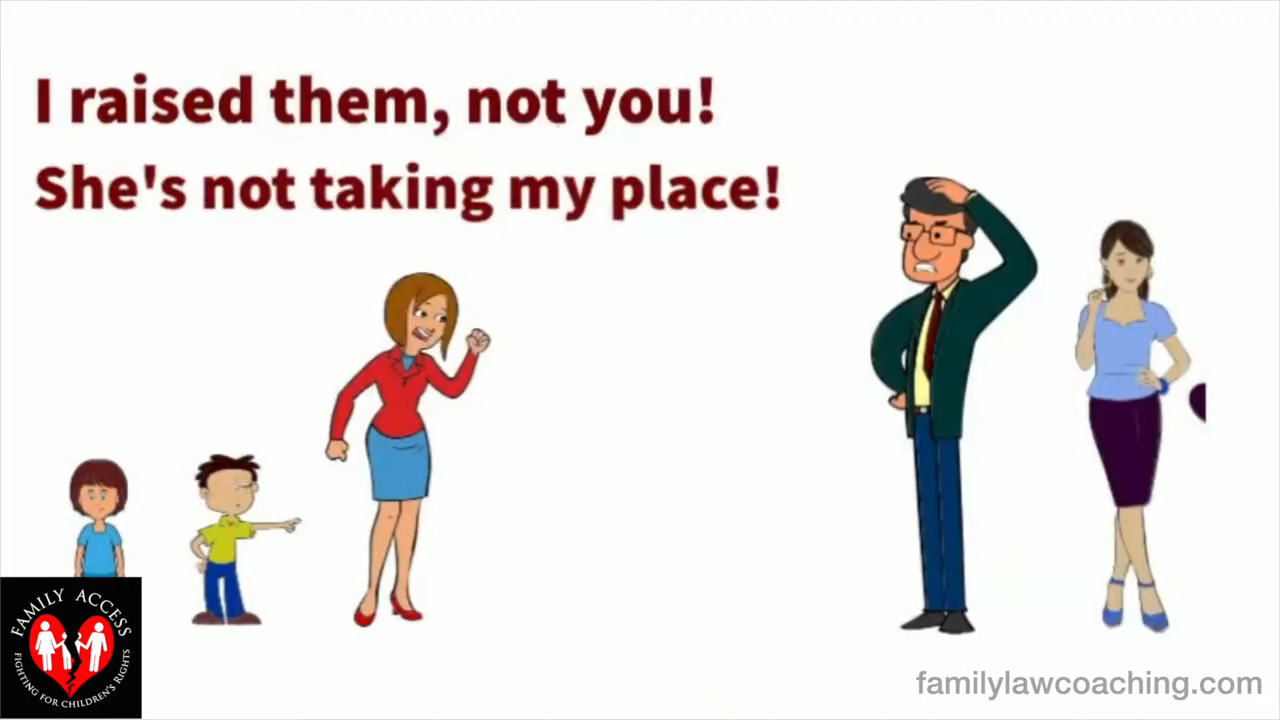 I raised them, not you!
She's not taking my place!
FAMILY ACCESS
FIGHTING FOR CHILDREN'S RIGHTS
familylawcoaching.com